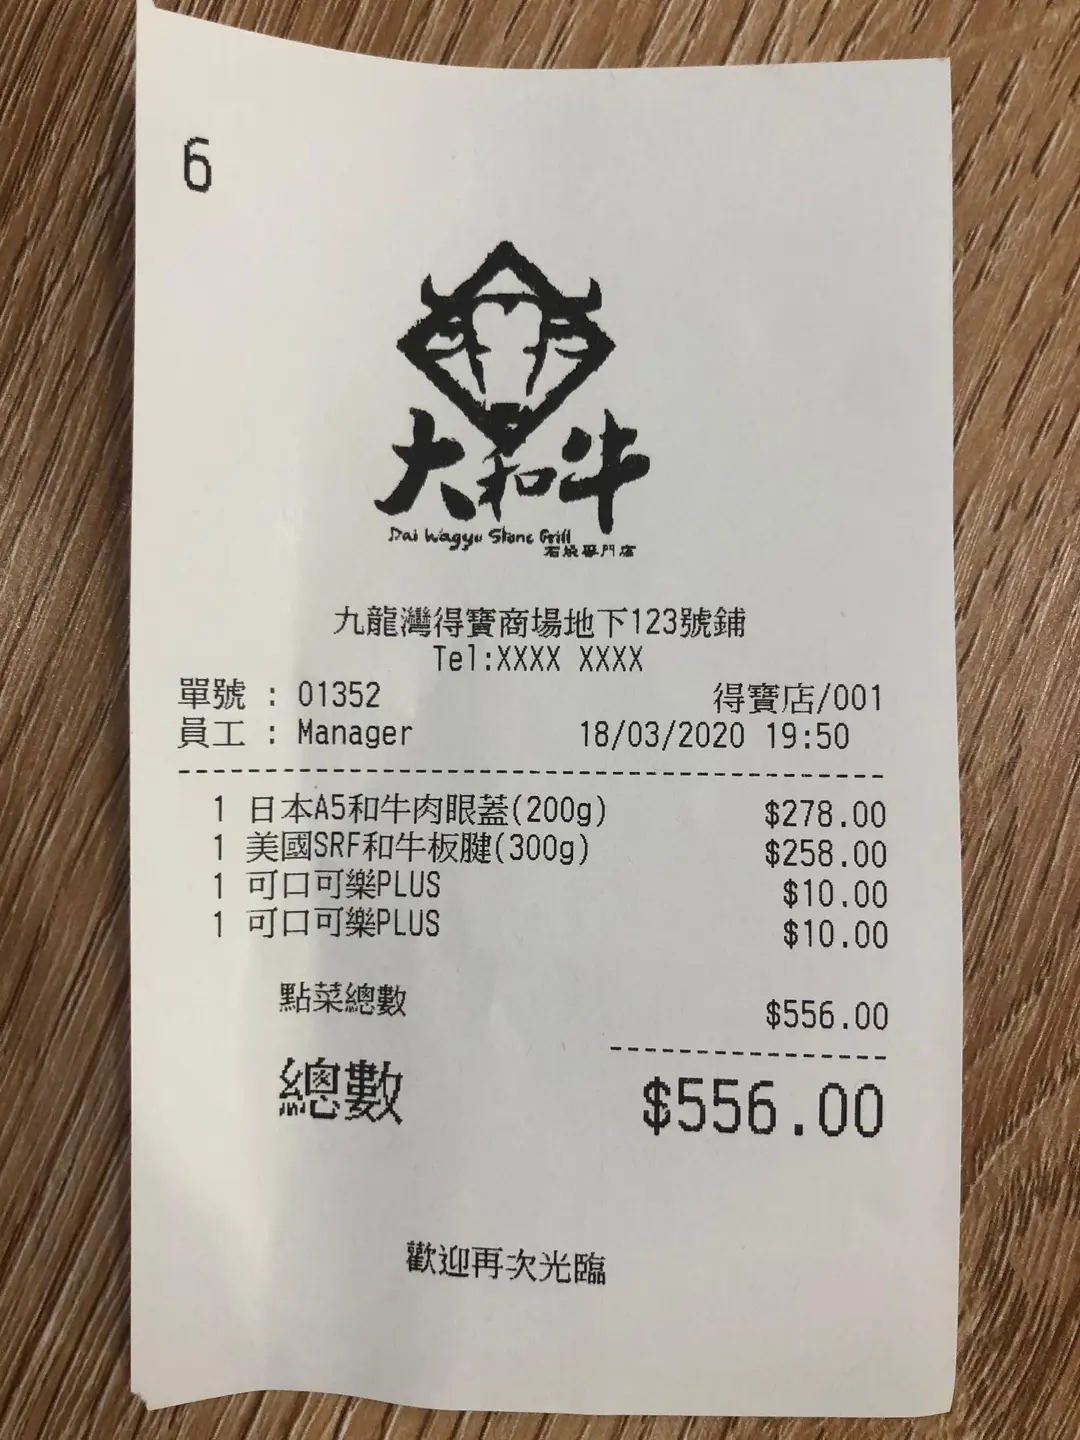 6
大和牛
Dai Wagyu Stone Grill
石燒專門店
九龍灣得寶商場地下123號鋪
Tel:XXXX XXXX
單號 : 01352 得寶店/001
員工 : Manager 18/03/2020 19:50
1 日本A5和牛肉眼蓋(200g) $278.00
1 美國SRF和牛板腱(300g) $258.00
1 可口可樂PLUS $10.00
1 可口可樂PLUS $10.00
點菜總數 $556.00
總數 $556.00
歡迎再次光臨